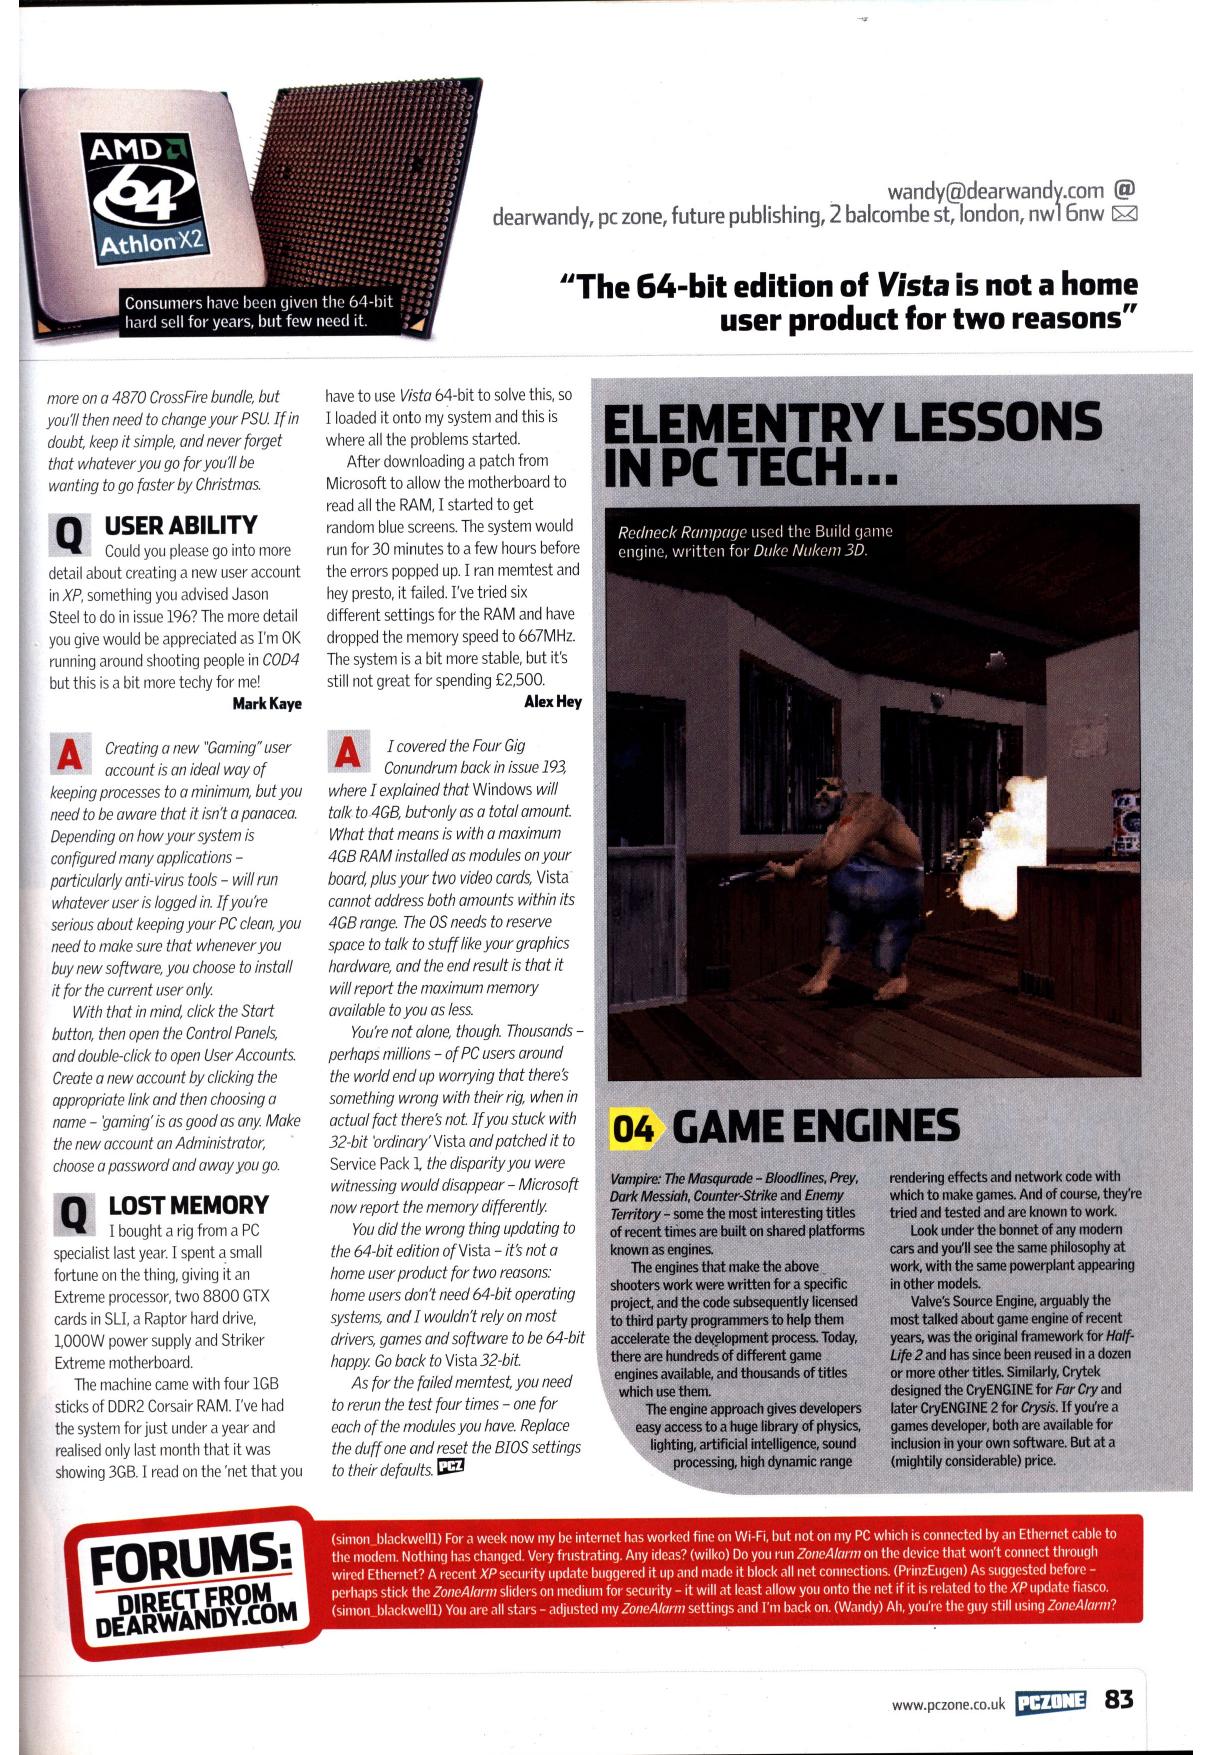 AMD
64
Athlon X2
Consumers have been given the 64-bit
hard sell for years, but few need it.
wandy@dearwandy.com @
dearwandy, pc zone, future publishing, 2 balcombe st, london, nw1 6nw
“The 64-bit edition of Vista is not a home
user product for two reasons”
more on a 4870 CrossFire bundle, but
you'll then need to change your PSU. If in
doubt, keep it simple, and never forget
that whatever you go for you'll be
wanting to go faster by Christmas.
Q USER ABILITY
Could you please go into more
detail about creating a new user account
in XP, something you advised Jason
Steel to do in issue 196? The more detail
you give would be appreciated as I'm OK
running around shooting people in COD4
but this is a bit more techy for me!
Mark Kaye
A Creating a new "Gaming" user
account is an ideal way of
keeping processes to a minimum, but you
need to be aware that it isn't a panacea.
Depending on how your system is
configured many applications –
particularly anti-virus tools – will run
whatever user is logged in. If you're
serious about keeping your PC clean, you
need to make sure that whenever you
buy new software, you choose to install
it for the current user only.
With that in mind, click the Start
button, then open the Control Panels,
and double-click to open User Accounts.
Create a new account by clicking the
appropriate link and then choosing a
name – 'gaming' is as good as any. Make
the new account an Administrator,
choose a password and away you go.
Q LOST MEMORY
I bought a rig from a PC
specialist last year. I spent a small
fortune on the thing, giving it an
Extreme processor, two 8800 GTX
cards in SLI, a Raptor hard drive,
1,000W power supply and Striker
Extreme motherboard.
The machine came with four 1GB
sticks of DDR2 Corsair RAM. I've had
the system for just under a year and
realised only last month that it was
showing 3GB. I read on the 'net that you
have to use Vista 64-bit to solve this, so
I loaded it onto my system and this is
where all the problems started.
After downloading a patch from
Microsoft to allow the motherboard to
read all the RAM, I started to get
random blue screens. The system would
run for 30 minutes to a few hours before
the errors popped up. I ran memtest and
hey presto, it failed. I've tried six
different settings for the RAM and have
dropped the memory speed to 667MHz.
The system is a bit more stable, but it's
still not great for spending £2,500.
Alex Hey
A I covered the Four Gig
Conundrum back in issue 193,
where I explained that Windows will
talk to 4GB, but only as a total amount.
What that means is with a maximum
4GB RAM installed as modules on your
board, plus your two video cards, Vista
cannot address both amounts within its
4GB range. The OS needs to reserve
space to talk to stuff like your graphics
hardware, and the end result is that it
will report the maximum memory
available to you as less.
You're not alone, though. Thousands –
perhaps millions – of PC users around
the world end up worrying that there's
something wrong with their rig, when in
actual fact there's not. If you stuck with
32-bit 'ordinary' Vista and patched it to
Service Pack 1, the disparity you were
witnessing would disappear – Microsoft
now report the memory differently.
You did the wrong thing updating to
the 64-bit edition of Vista – it's not a
home user product for two reasons:
home users don't need 64-bit operating
systems, and I wouldn't rely on most
drivers, games and software to be 64-bit
happy. Go back to Vista 32-bit.
As for the failed memtest, you need
to rerun the test four times – one for
each of the modules you have. Replace
the duff one and reset the BIOS settings
to their defaults. PCZ
ELEMENTRY LESSONS
IN PC TECH...
Redneck Rampage used the Build game
engine, written for Duke Nukem 3D.
04 GAME ENGINES
Vampire: The Masqurade – Bloodlines, Prey,
Dark Messiah, Counter-Strike and Enemy
Territory – some the most interesting titles
of recent times are built on shared platforms
known as engines.
The engines that make the above
shooters work were written for a specific
project, and the code subsequently licensed
to third party programmers to help them
accelerate the development process. Today,
there are hundreds of different game
engines available, and thousands of titles
which use them.
The engine approach gives developers
easy access to a huge library of physics,
lighting, artificial intelligence, sound
processing, high dynamic range
rendering effects and network code with
which to make games. And of course, they're
tried and tested and are known to work.
Look under the bonnet of any modern
cars and you'll see the same philosophy at
work, with the same powerplant appearing
in other models.
Valve's Source Engine, arguably the
most talked about game engine of recent
years, was the original framework for Half-
Life 2 and has since been reused in a dozen
or more other titles. Similarly, Crytek
designed the CryENGINE for Far Cry and
later CryENGINE 2 for Crysis. If you're a
games developer, both are available for
inclusion in your own software. But at a
(mightily considerable) price.
FORUMS:
DIRECT FROM
DEARWANDY.COM
(simon_blackwell1) For a week now my be internet has worked fine on Wi-Fi, but not on my PC which is connected by an Ethernet cable to
the modem. Nothing has changed. Very frustrating. Any ideas? (wilko) Do you run ZoneAlarm on the device that won't connect through
wired Ethernet? A recent XP security update buggered it up and made it block all net connections. (PrinzEugen) As suggested before –
perhaps stick the ZoneAlarm sliders on medium for security – it will at least allow you onto the net if it is related to the XP update fiasco.
(simon_blackwell1) You are all stars – adjusted my ZoneAlarm settings and I'm back on. (Wandy) Ah, you're the guy still using ZoneAlarm?
www.pczone.co.uk PCZONE 83